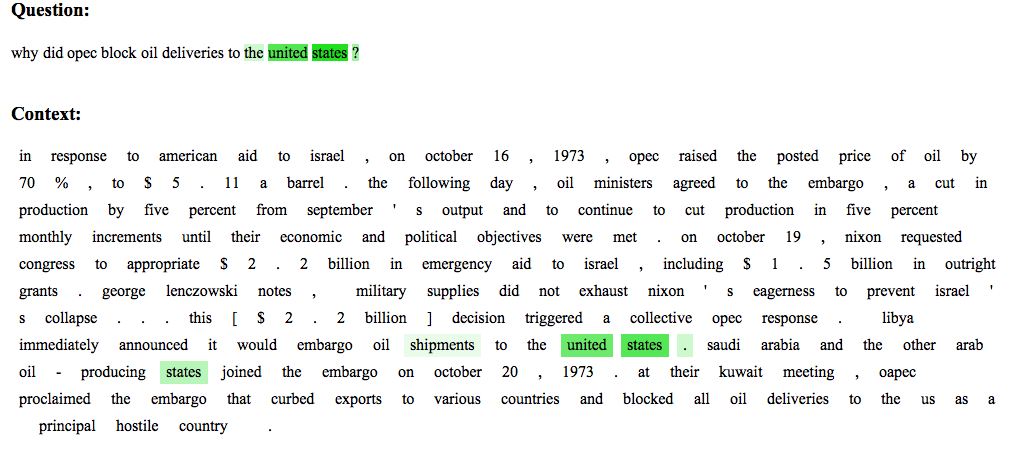 Question:
why did opec block oil deliveries to the united states ?
Context:
in response to american aid to israel , on october 16 , 1973 , opec raised the posted price of oil by
70 % , to $ 5 . 11 a barrel . the following day , oil ministers agreed to the embargo , a cut in
production by five percent from september ' s output and to continue to cut production in five percent
monthly increments until their economic and political objectives were met . on october 19 , nixon requested
congress to appropriate $ 2 . 2 billion in emergency aid to israel , including $ 1 . 5 billion in outright
grants . george lenczowski notes , military supplies did not exhaust nixon ' s eagerness to prevent israel '
s collapse . . . this [ $ 2 . 2 billion ] decision triggered a collective opec response . libya
immediately announced it would embargo oil shipments to the united states . saudi arabia and the other arab
oil - producing states joined the embargo on october 20 , 1973 . at their kuwait meeting , oapec
proclaimed the embargo that curbed exports to various countries and blocked all oil deliveries to the us as a
principal hostile country .